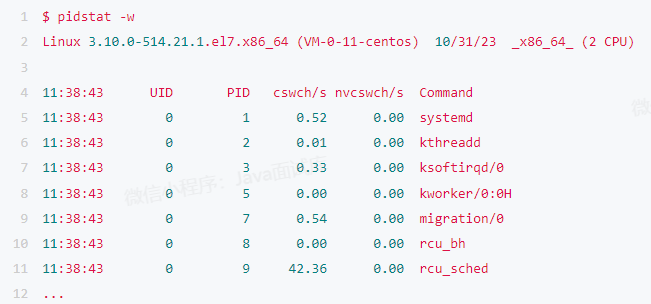 1 $ pidstat -w
2 Linux 3.10.0-514.21.1.el7.x86_64 (VM-0-11-centos) 10/31/23 _x86_64_ (2 CPU)
3
4 11:38:43 UID PID cswch/s nvcswch/s Command
5 11:38:43 0 1 0.52 0.00 systemd
6 11:38:43 0 2 0.01 0.00 kthreadd
7 11:38:43 0 3 0.33 0.00 ksoftirqd/0
8 11:38:43 0 5 0.00 0.00 kworker/0:0H
9 11:38:43 0 7 0.54 0.00 migration/0
10 11:38:43 0 8 0.00 0.00 rcu_bh
11 11:38:43 0 9 42.36 0.00 rcu_sched
12 ...
微信小程序：Java面试
微